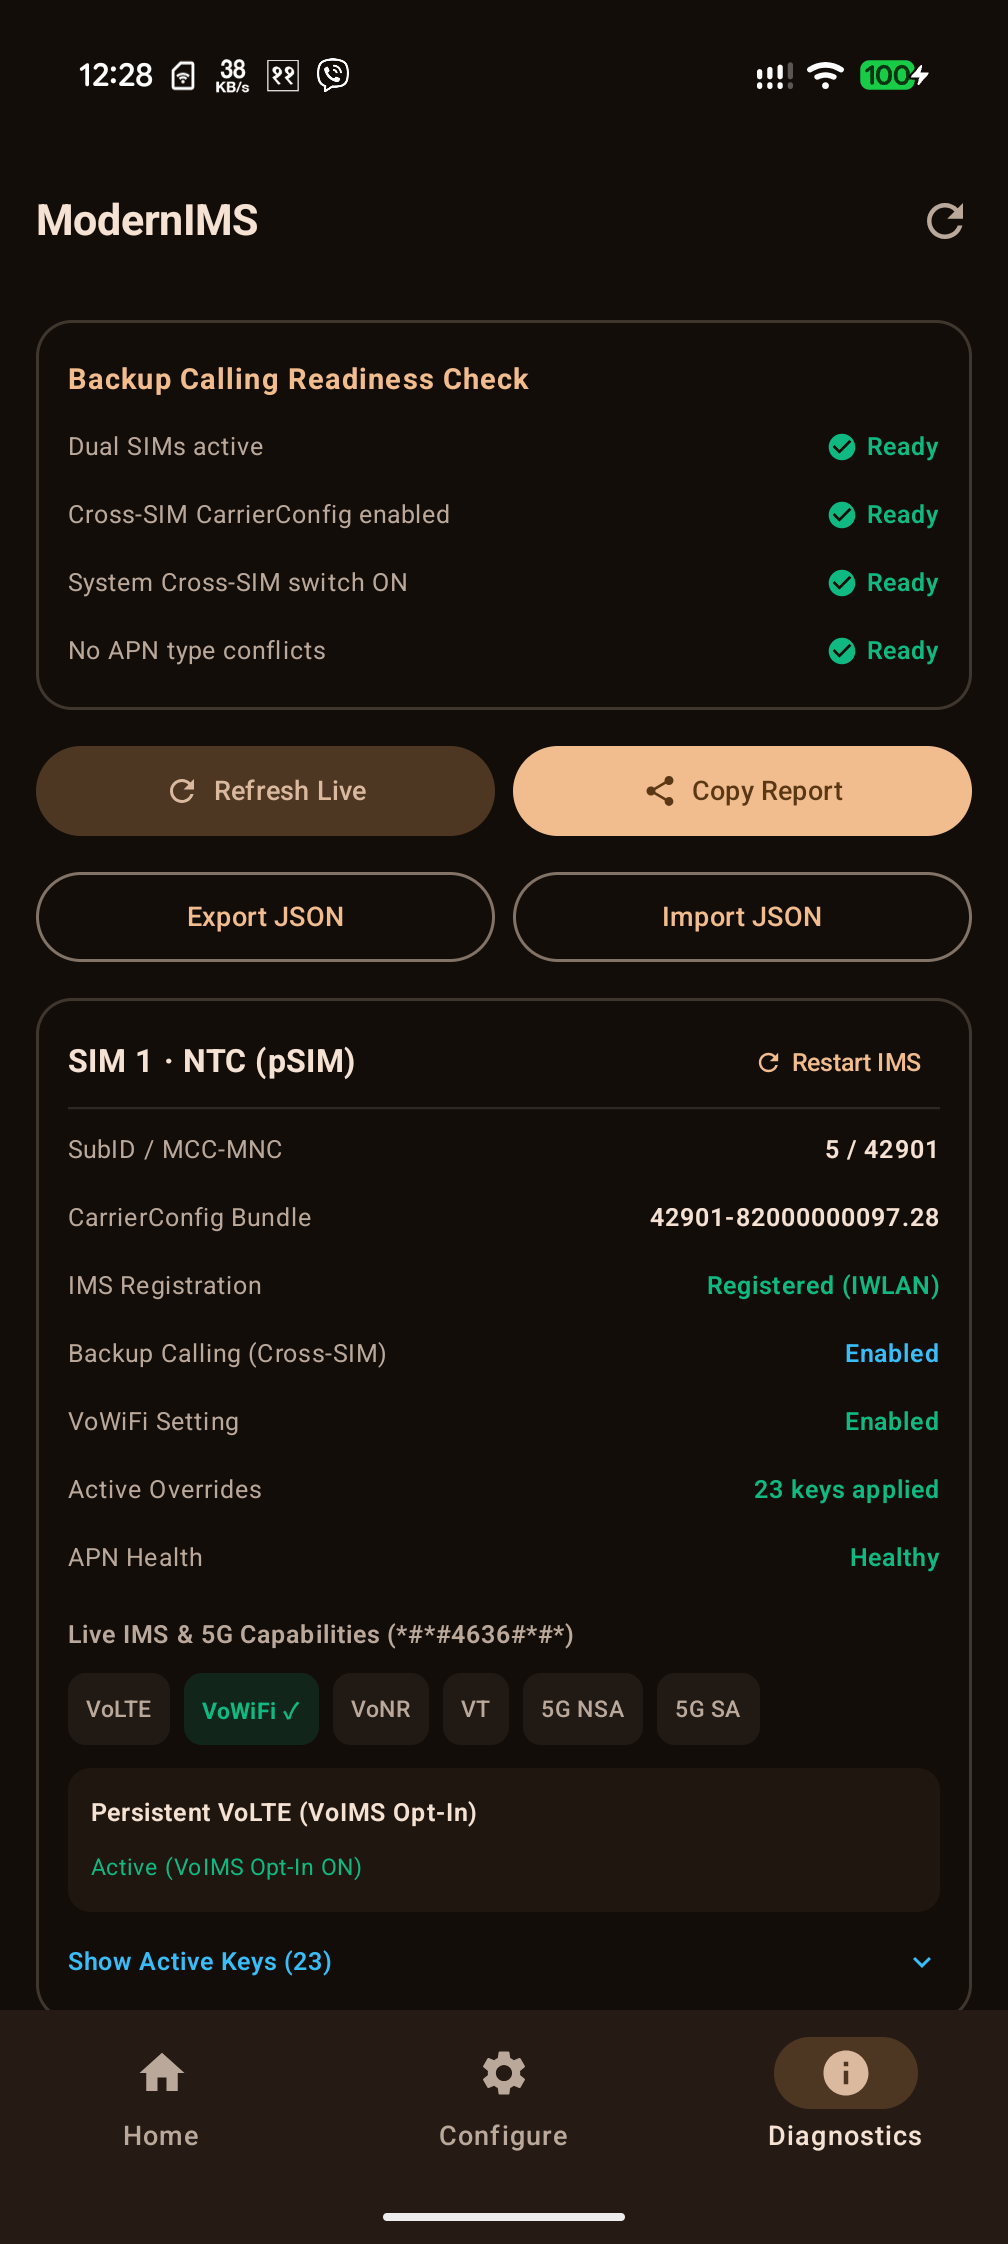 12:28 38 KB/s ११ 100
ModernIMS
Backup Calling Readiness Check
Dual SIMs active Ready
Cross-SIM CarrierConfig enabled Ready
System Cross-SIM switch ON Ready
No APN type conflicts Ready
Refresh Live Copy Report
Export JSON Import JSON
SIM 1 · NTC (pSIM) Restart IMS
SubID / MCC-MNC 5 / 42901
CarrierConfig Bundle 42901-82000000097.28
IMS Registration Registered (IWLAN)
Backup Calling (Cross-SIM) Enabled
VoWiFi Setting Enabled
Active Overrides 23 keys applied
APN Health Healthy
Live IMS & 5G Capabilities (*#*#4636#*#*)
VoLTE VoWiFi ✓ VoNR VT 5G NSA 5G SA
Persistent VoLTE (VoIMS Opt-In)
Active (VoIMS Opt-In ON)
Show Active Keys (23)
Home Configure Diagnostics